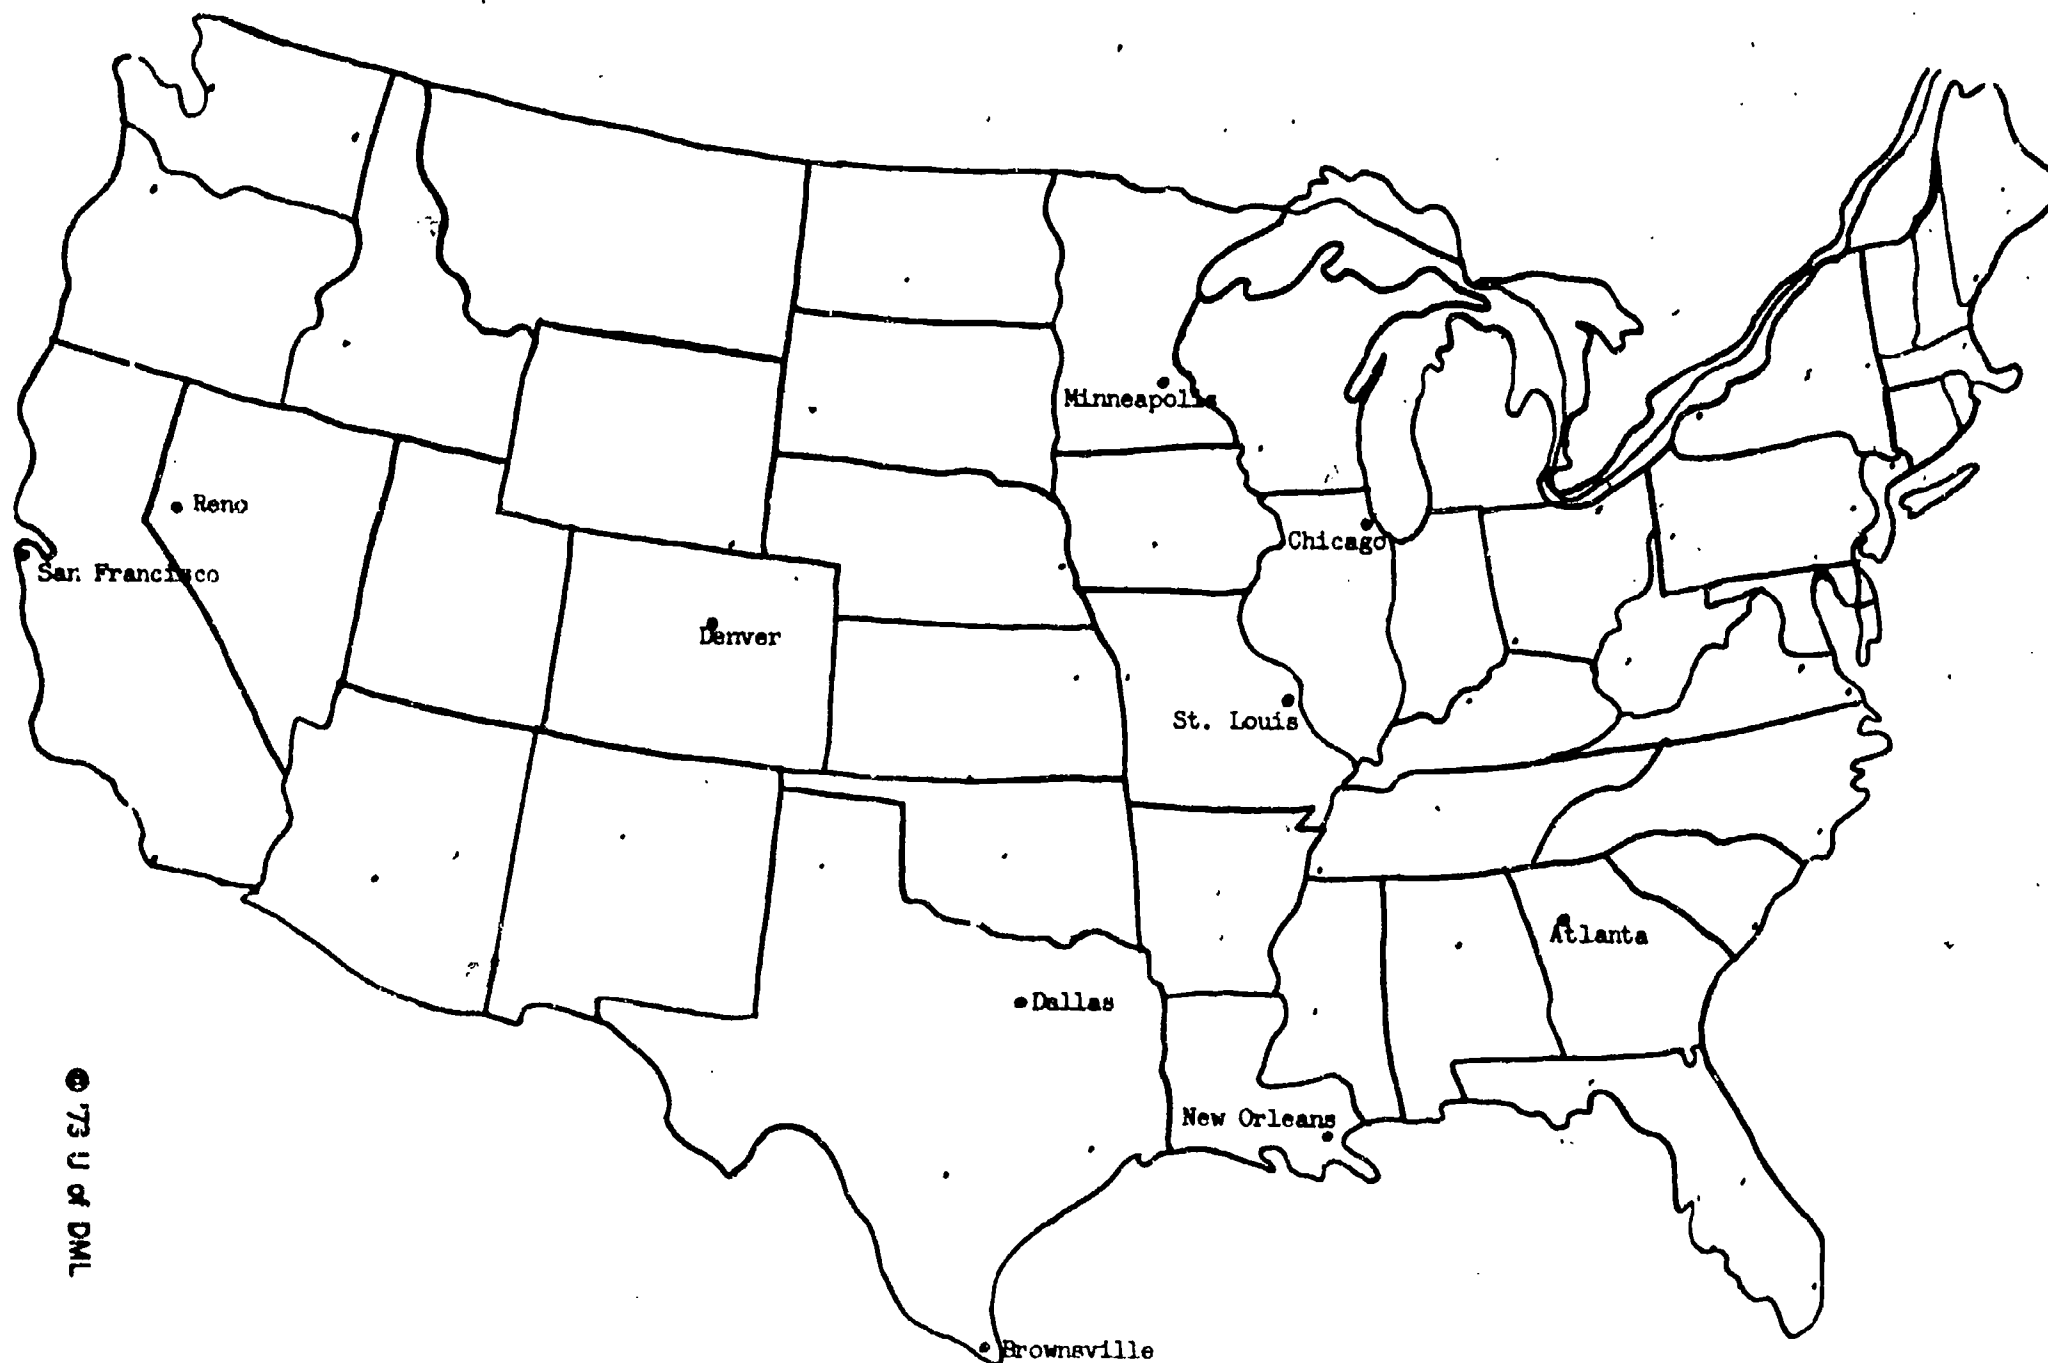 Minneapolis
Reno
Chicago
San Francisco
Denver
St. Louis
Atlanta
Dallas
New Orleans
Brownsville
© '73 U of DML